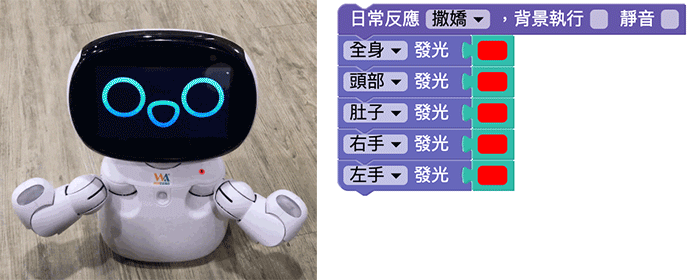 日常反應 撒嬌 ，背景執行 靜音
全身 發光
頭部 發光
肚子 發光
右手 發光
左手 發光